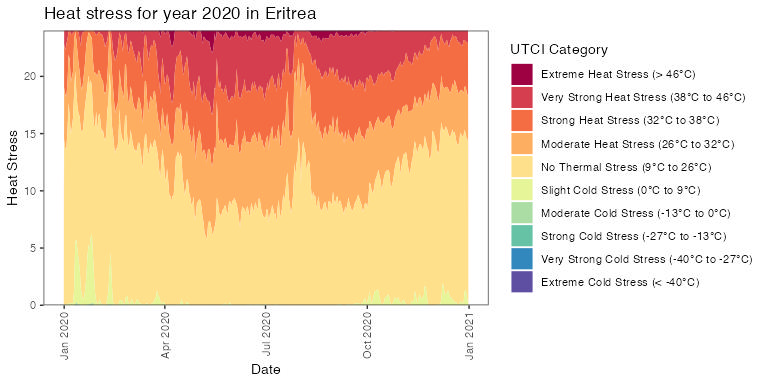 Heat stress for year 2020 in Eritrea
UTCI Category
Extreme Heat Stress (> 46°C)
Very Strong Heat Stress (38°C to 46°C)
Strong Heat Stress (32°C to 38°C)
Moderate Heat Stress (26°C to 32°C)
No Thermal Stress (9°C to 26°C)
Slight Cold Stress (0°C to 9°C)
Moderate Cold Stress (-13°C to 0°C)
Strong Cold Stress (-27°C to -13°C)
Very Strong Cold Stress (-40°C to -27°C)
Extreme Cold Stress (< -40°C)
Heat Stress
20
15
10
5
0
Jan 2020
Apr 2020
Jul 2020
Oct 2020
Jan 2021
Date